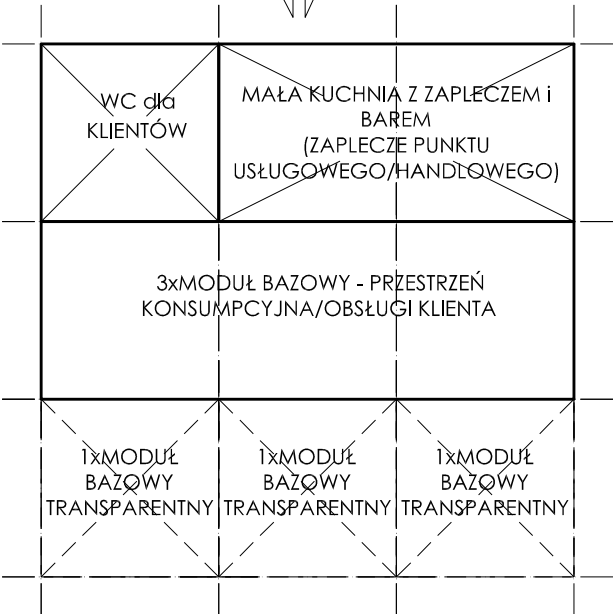 WC dla
KLIENTÓW
MAŁA KUCHNIA Z ZAPLECZEM i
BAREM
(ZAPLECZE PUNKTU
USŁUGOWEGO/HANDLOWEGO)
3xMODUŁ BAZOWY - PRZESTRZEŃ
KONSUMPCYJNA/OBSŁUGI KLIENTA
1xMODUŁ
BAZOWY
TRANSPARENTNY
1xMODUŁ
BAZOWY
TRANSPARENTNY
1xMODUŁ
BAZOWY
TRANSPARENTNY